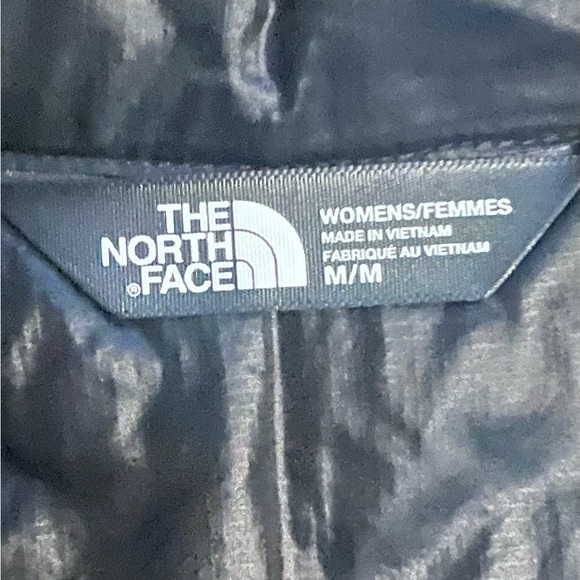 THE
NORTH
®FACE
WOMENS/FEMMES
MADE IN VIETNAM
FABRIQUÉ AU VIETNAM
M/M